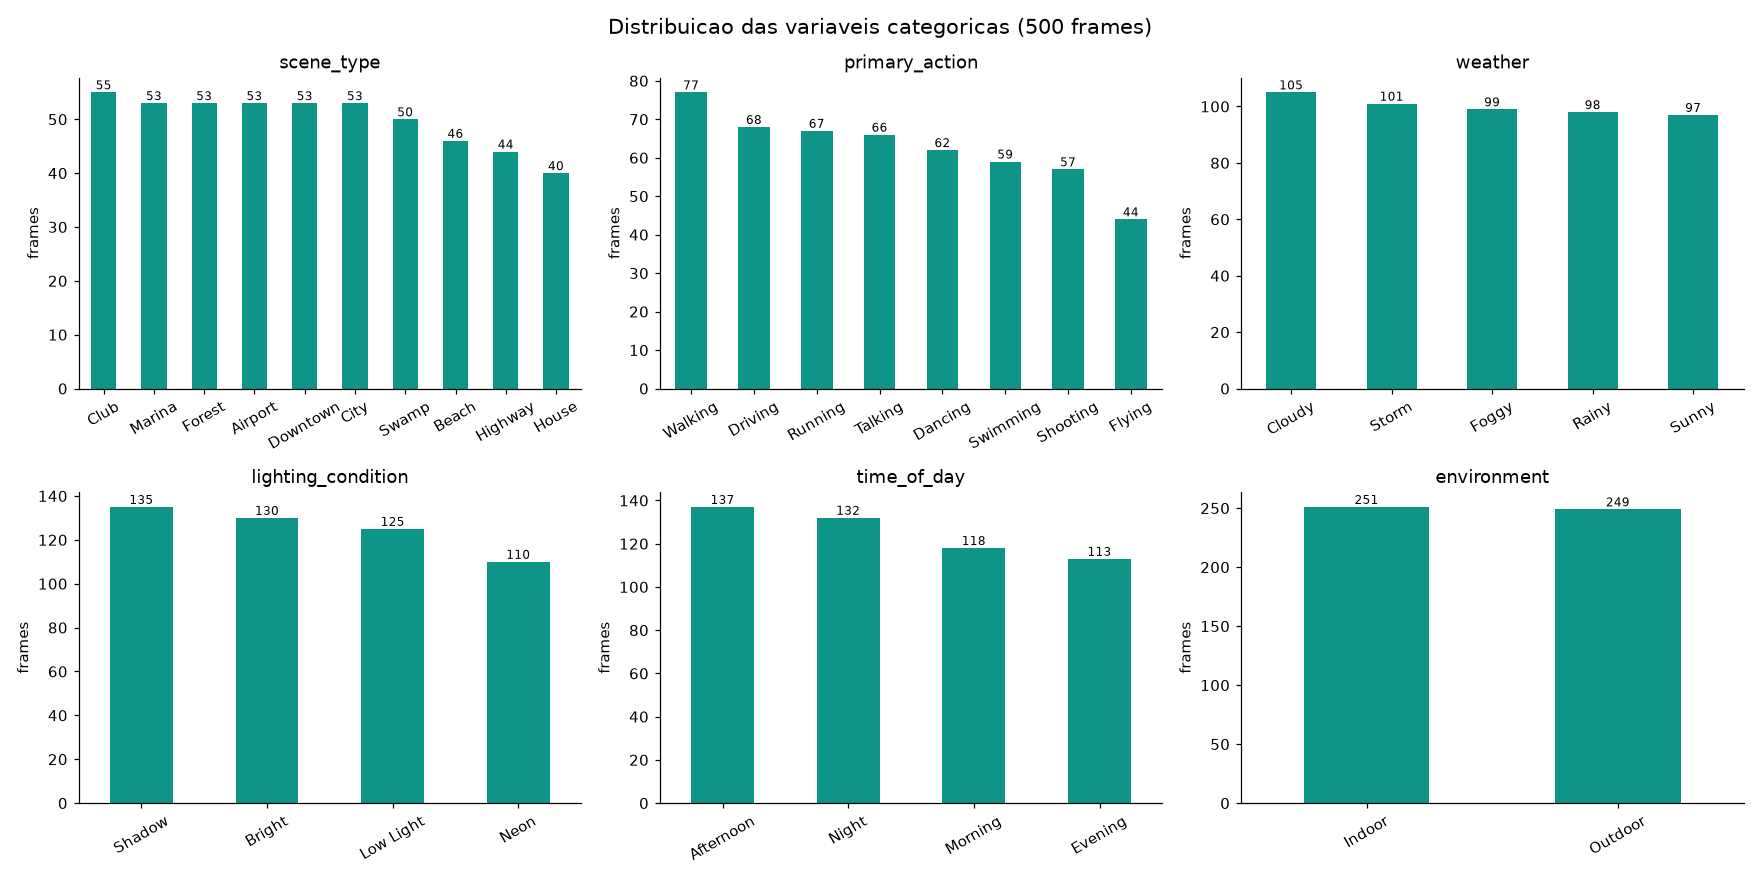 Distribuicao das variaveis categoricas (500 frames)
scene_type
frames
0
10
20
30
40
50
55
53
53
53
53
53
50
46
44
40
Club
Marina
Forest
Airport
Downtown
City
Swamp
Beach
Highway
House
primary_action
frames
0
10
20
30
40
50
60
70
80
77
68
67
66
62
59
57
44
Walking
Driving
Running
Talking
Dancing
Swimming
Shooting
Flying
weather
frames
0
20
40
60
80
100
105
101
99
98
97
Cloudy
Storm
Foggy
Rainy
Sunny
lighting_condition
frames
0
20
40
60
80
100
120
140
135
130
125
110
Shadow
Bright
Low Light
Neon
time_of_day
frames
0
20
40
60
80
100
120
140
137
132
118
113
Afternoon
Night
Morning
Evening
environment
frames
0
50
100
150
200
250
251
249
Indoor
Outdoor